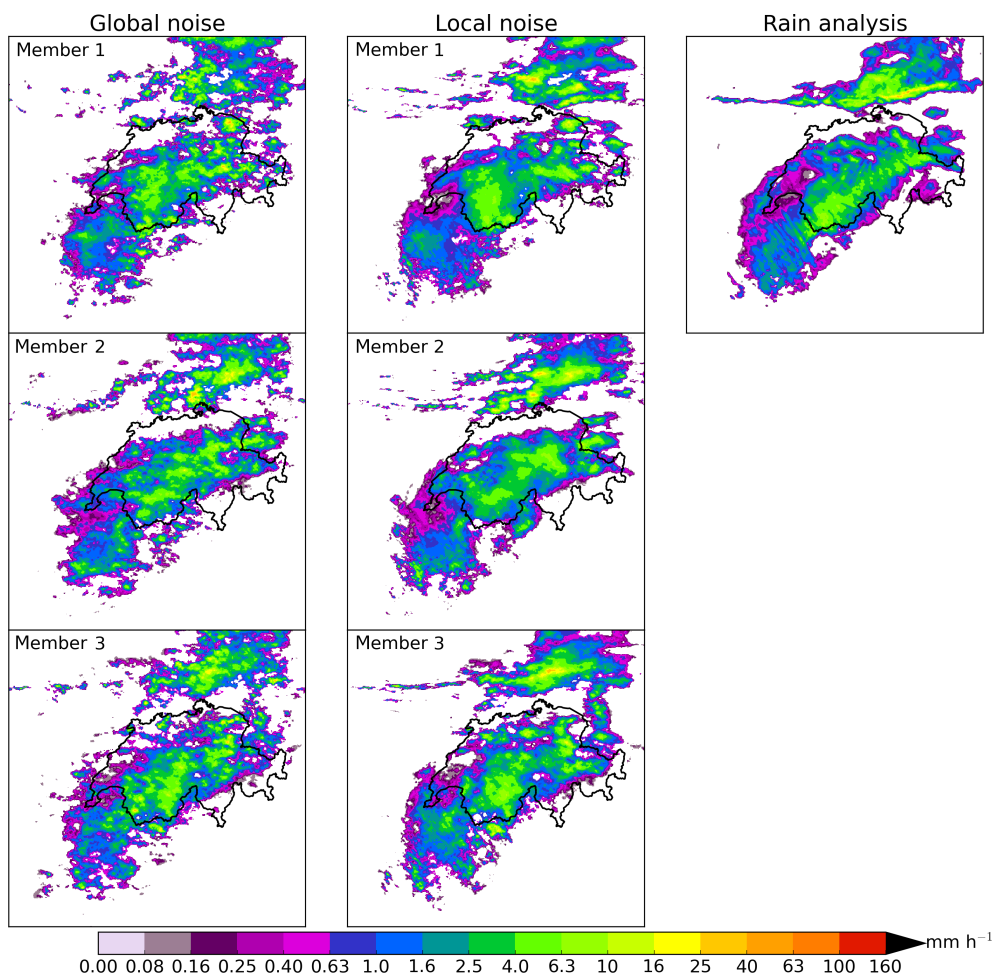 Global noise Local noise Rain analysis
Member 1 Member 1
Member 2 Member 2
Member 3 Member 3
mm h⁻¹
0.00 0.08 0.16 0.25 0.40 0.63 1.0 1.6 2.5 4.0 6.3 10 16 25 40 63 100 160